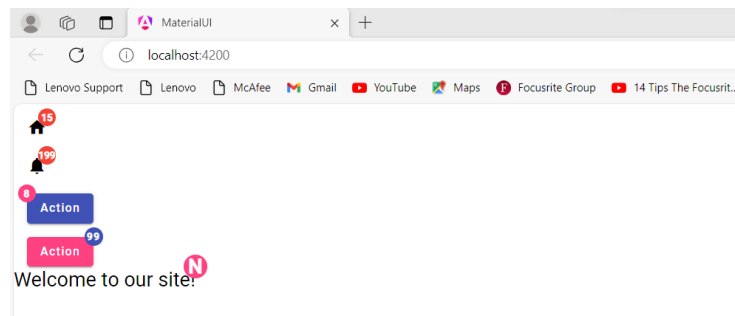 MaterialUI
localhost:4200
Lenovo Support Lenovo McAfee Gmail YouTube Maps Focusrite Group 14 Tips The Focusrit...
15
199
8
Action
99
Action
N
Welcome to our site!